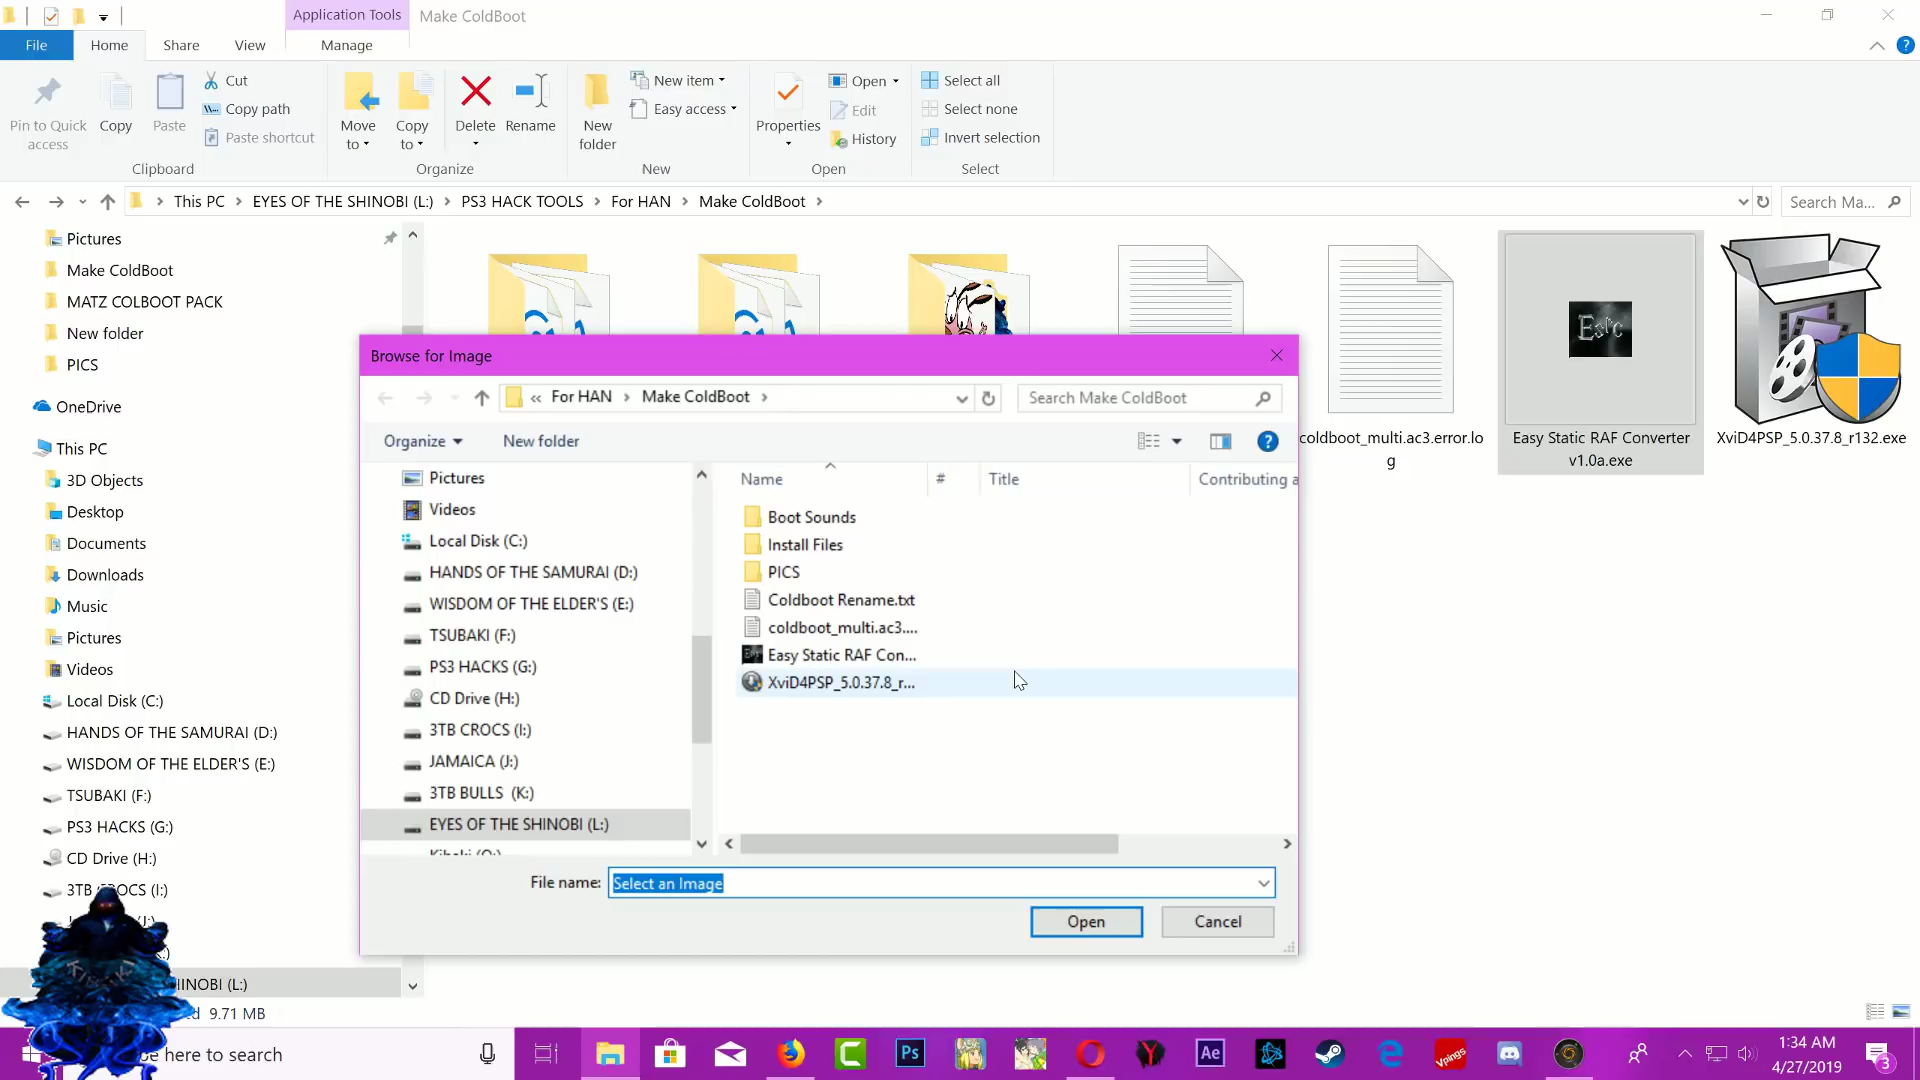 Application Tools
Make ColdBoot
File
Home
Share
View
Manage
Pin to Quick access
Copy
Paste
Cut
Copy path
Paste shortcut
Move to
Copy to
Delete
Rename
New folder
New item
Easy access
Properties
Open
Edit
History
Select all
Select none
Invert selection
Clipboard
Organize
New
Open
Select
This PC
EYES OF THE SHINOBI (L:)
PS3 HACK TOOLS
For HAN
Make ColdBoot
Search Ma...
Pictures
Make ColdBoot
MATZ COLBOOT PACK
New folder
PICS
OneDrive
This PC
3D Objects
Desktop
Documents
Downloads
Music
Pictures
Videos
Local Disk (C:)
HANDS OF THE SAMURAI (D:)
WISDOM OF THE ELDER'S (E:)
TSUBAKI (F:)
PS3 HACKS (G:)
CD Drive (H:)
3TB CROCS (I:)
INOBI (L:)
9.71 MB
coldboot_multi.ac3.error.lo
g
Easy Static RAF Converter
v1.0a.exe
XviD4PSP_5.0.37.8_r132.exe
Browse for Image
«
For HAN
Make ColdBoot
Search Make ColdBoot
Organize
New folder
Pictures
Videos
Local Disk (C:)
HANDS OF THE SAMURAI (D:)
WISDOM OF THE ELDER'S (E:)
TSUBAKI (F:)
PS3 HACKS (G:)
CD Drive (H:)
3TB CROCS (I:)
JAMAICA (J:)
3TB BULLS (K:)
EYES OF THE SHINOBI (L:)
Name
#
Title
Contributing a
Boot Sounds
Install Files
PICS
Coldboot Rename.txt
coldboot_multi.ac3....
Easy Static RAF Con...
XviD4PSP_5.0.37.8_r...
File name:
Select an Image
Open
Cancel
here to search
Ps
Ae
Vpings
1:34 AM
4/27/2019
3